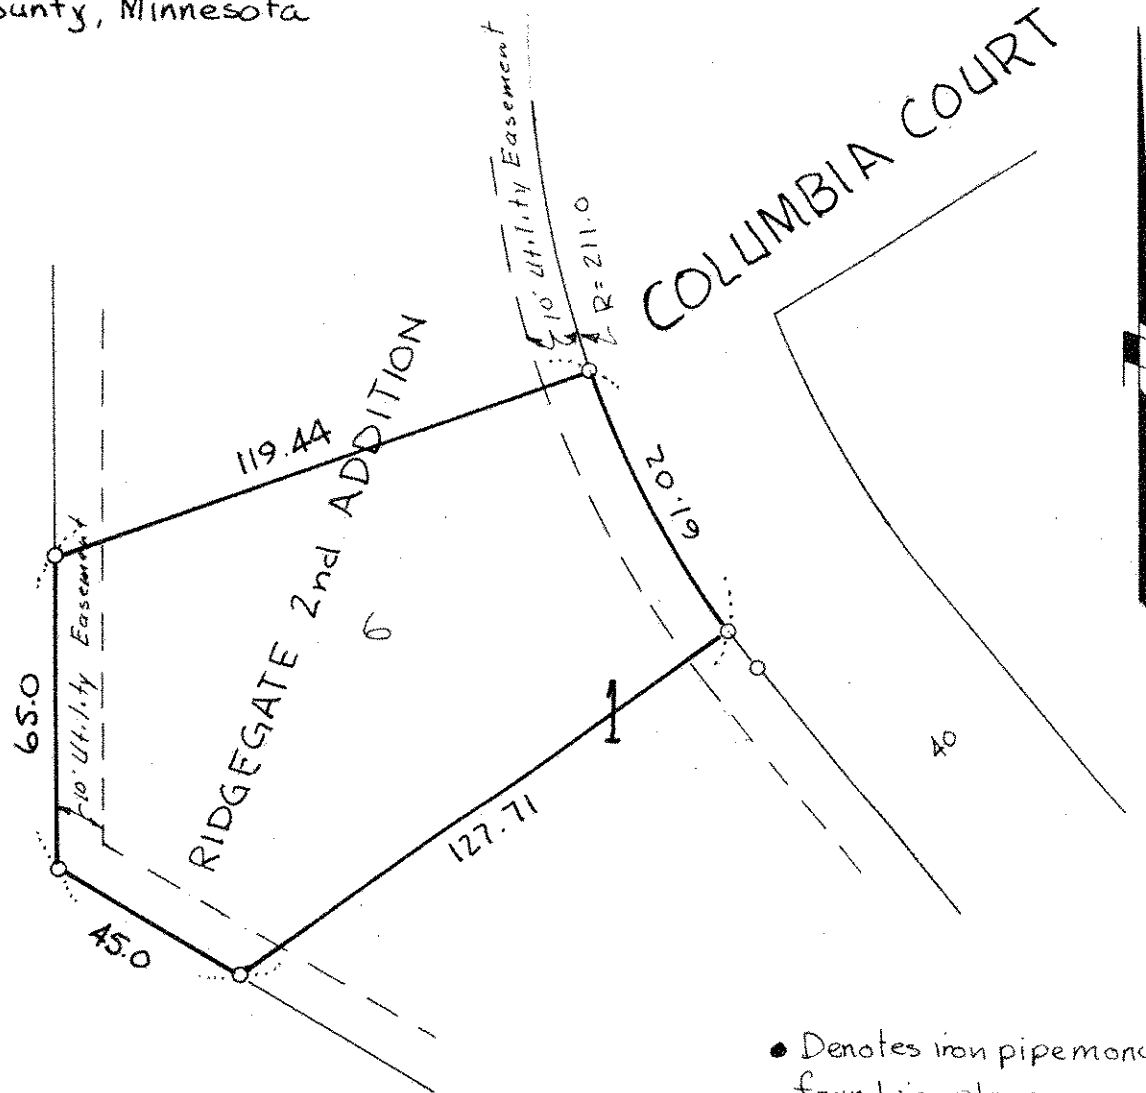 County, Minnesota
10' Utility Easement
R=211.0
COLUMBIA COURT
119.44
RIDGEGATE 2nd ADDITION
61.02
10' Utility Easement
6
65.0
1
40
127.71
45.0
Denotes iron pipe